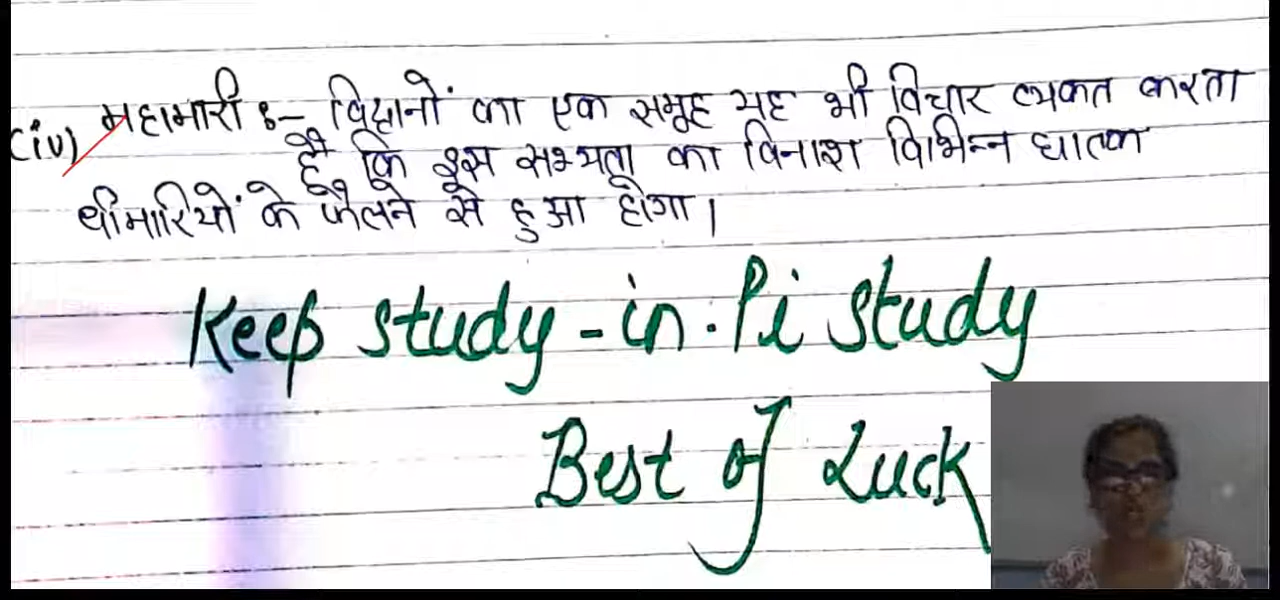 (iv) महामारी :- विद्वानों का एक समूह यह भी विचार व्यक्त करता
है कि इस सभ्यता का विनाश विभिन्न घातक
बीमारियों के फैलने से हुआ होगा।
Keep study - in . Pi study
Best of Luck